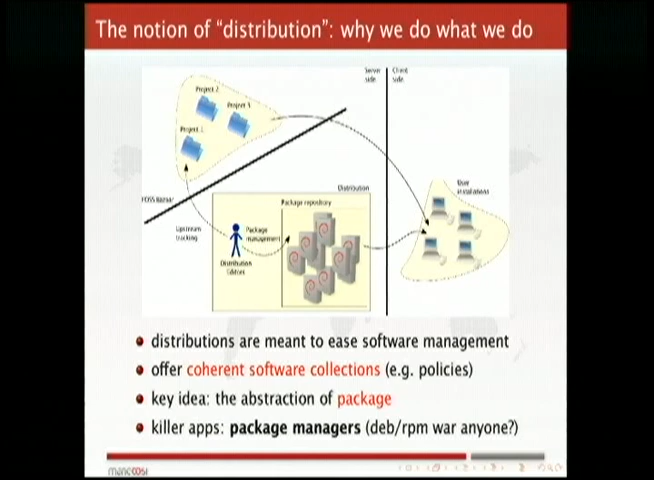 The notion of “distribution”: why we do what we do
Server side
Client side
Project 2
Project 3
Project 1
FOSS Bazaar
User installations
Distribution
Package repository
Upstream tracking
Package management
Distribution Editors
distributions are meant to ease software management
offer coherent software collections (e.g. policies)
key idea: the abstraction of package
killer apps: package managers (deb/rpm war anyone?)
mancoosi